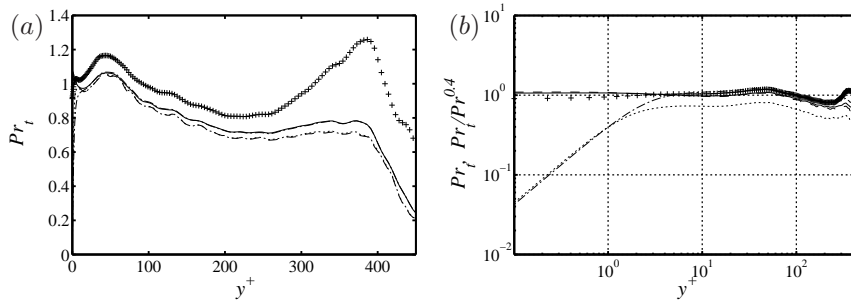 (a)
1.4
1.2
1
0.8
0.6
0.4
0.2
0
Pr_t
0 100 200 300 400
y^+
(b)
10^1
10^0
10^{-1}
10^{-2}
Pr_t, Pr_t/Pr^{0.4}
10^0 10^1 10^2
y^+